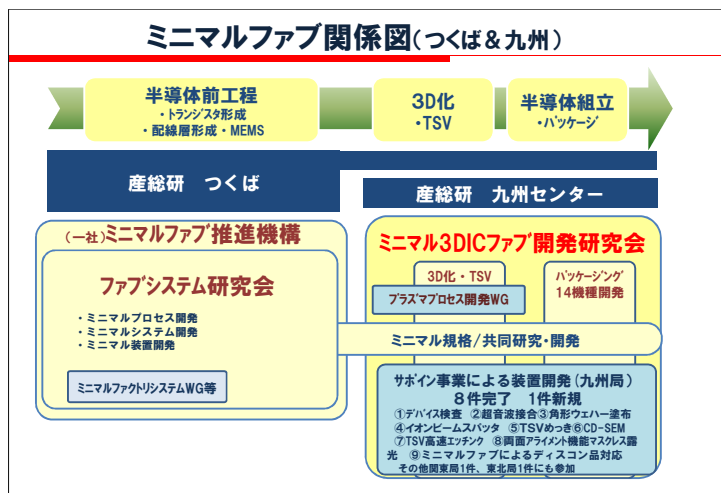 ミニマルファブ関係図(つくば＆九州)
半導体前工程
・トランジスタ形成
・配線層形成・MEMS
3D化
・TSV
半導体組立
・パッケージ
産総研 つくば
産総研 九州センター
(一社)ミニマルファブ推進機構
ファブシステム研究会
・ミニマルプロセス開発
・ミニマルシステム開発
・ミニマル装置開発
ミニマルファクトリシステムWG等
ミニマル3DICファブ開発研究会
3D化・TSV
プラズマプロセス開発WG
パッケージング
14機種開発
ミニマル規格/共同研究・開発
サポイン事業による装置開発(九州局)
8件完了 1件新規
①デバイス検査 ②超音波接合③角形ウェハー塗布
④イオンビームスパッタ ⑤TSVめっき⑥CD-SEM
⑦TSV高速エッチング ⑧両面アライメント機能マスクレス露
光 ⑨ミニマルファブによるディスコン品対応
その他関東局1件、東北局1件にも参加